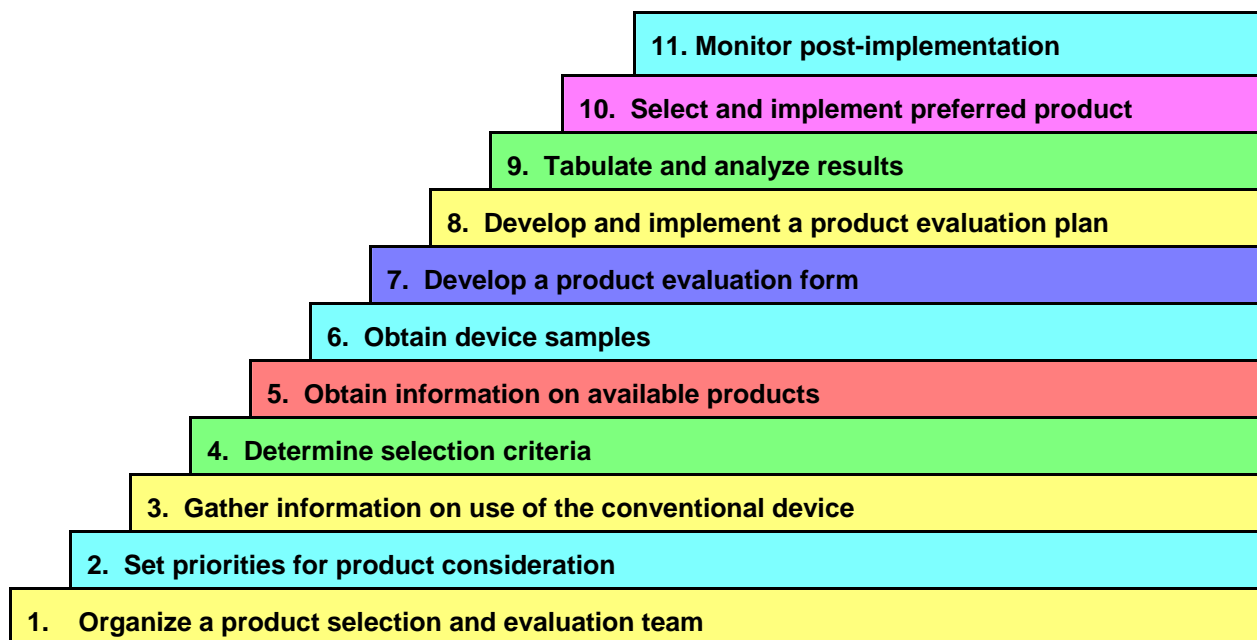 11. Monitor post-implementation
10. Select and implement preferred product
9. Tabulate and analyze results
8. Develop and implement a product evaluation plan
7. Develop a product evaluation form
6. Obtain device samples
5. Obtain information on available products
4. Determine selection criteria
3. Gather information on use of the conventional device
2. Set priorities for product consideration
1. Organize a product selection and evaluation team